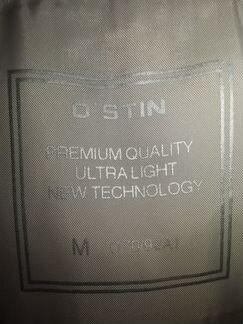 O'STIN
PREMIUM QUALITY
ULTRA LIGHT
NEW TECHNOLOGY
M